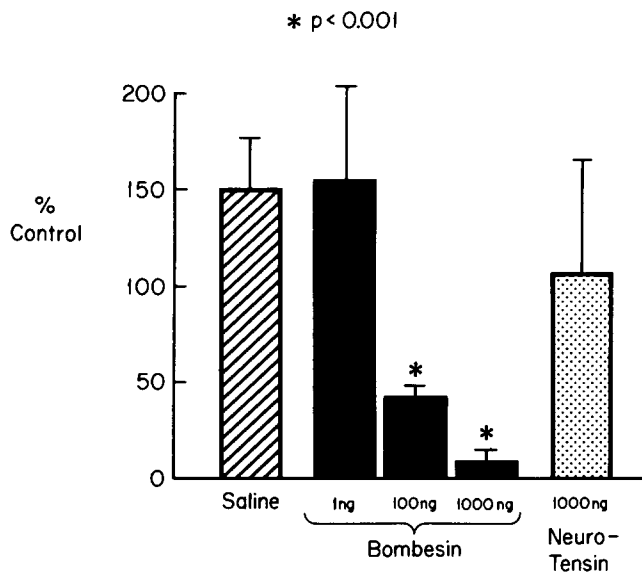 * p < 0.001
200
150
100
50
0
%
Control
*
*
Saline
1ng
100ng
1000ng
1000ng
Bombesin
Neuro-
Tensin